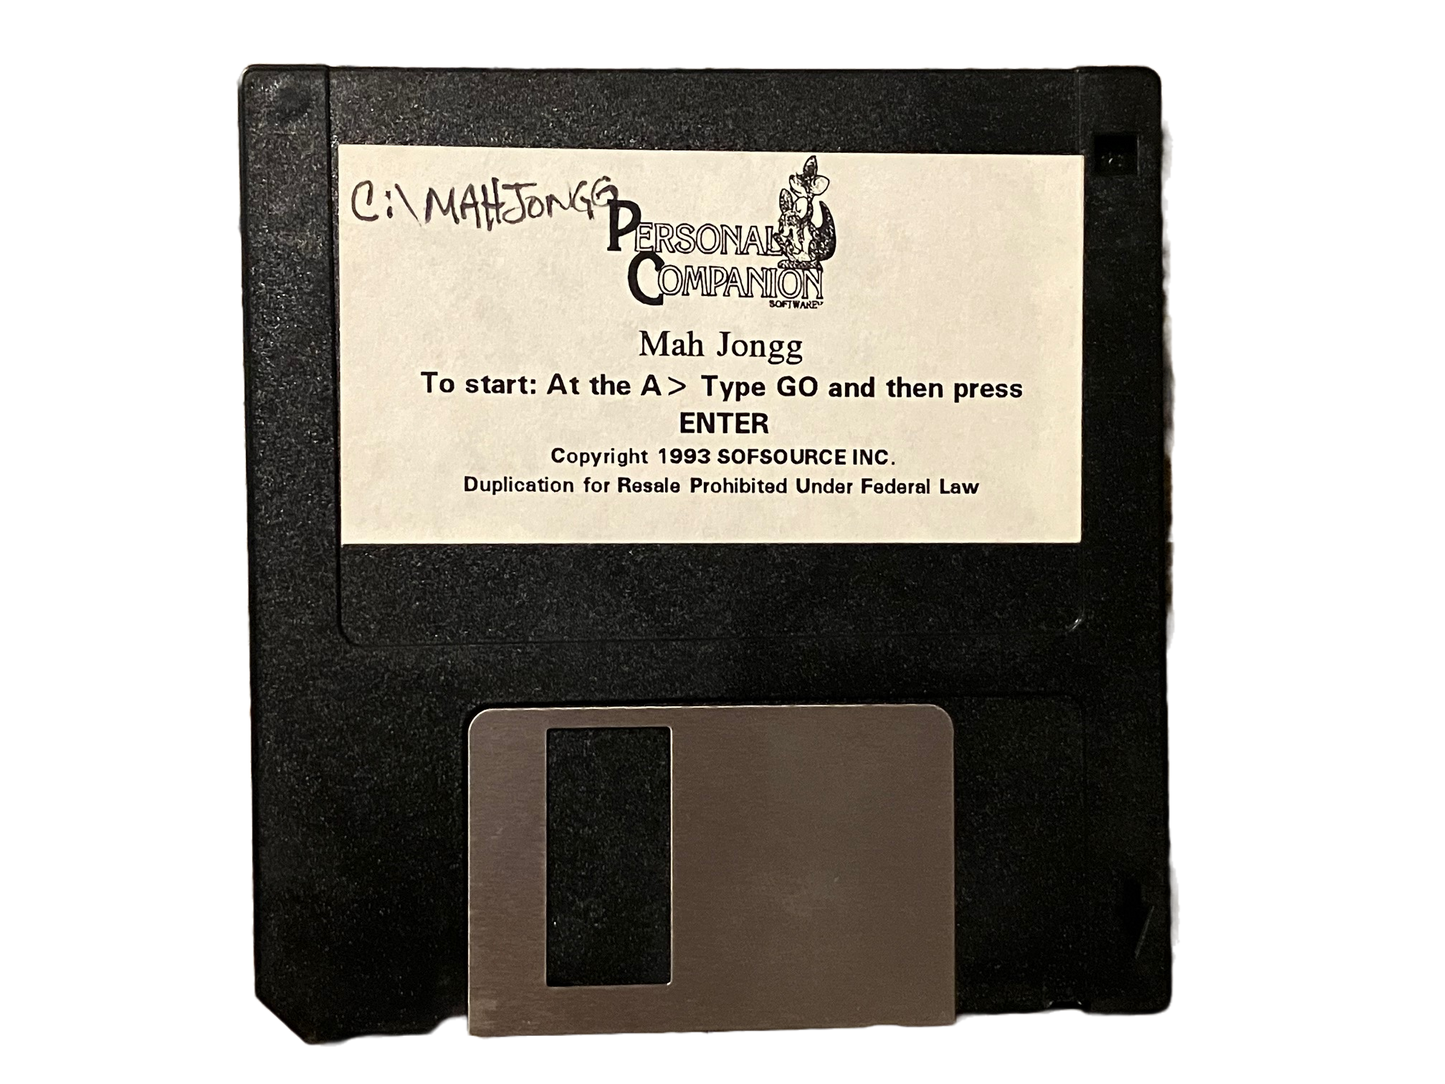 C:\MAHJONGG
PERSONAL
COMPANION
SOFTWARE™
Mah Jongg
To start: At the A> Type GO and then press
ENTER
Copyright 1993 SOFSOURCE INC.
Duplication for Resale Prohibited Under Federal Law